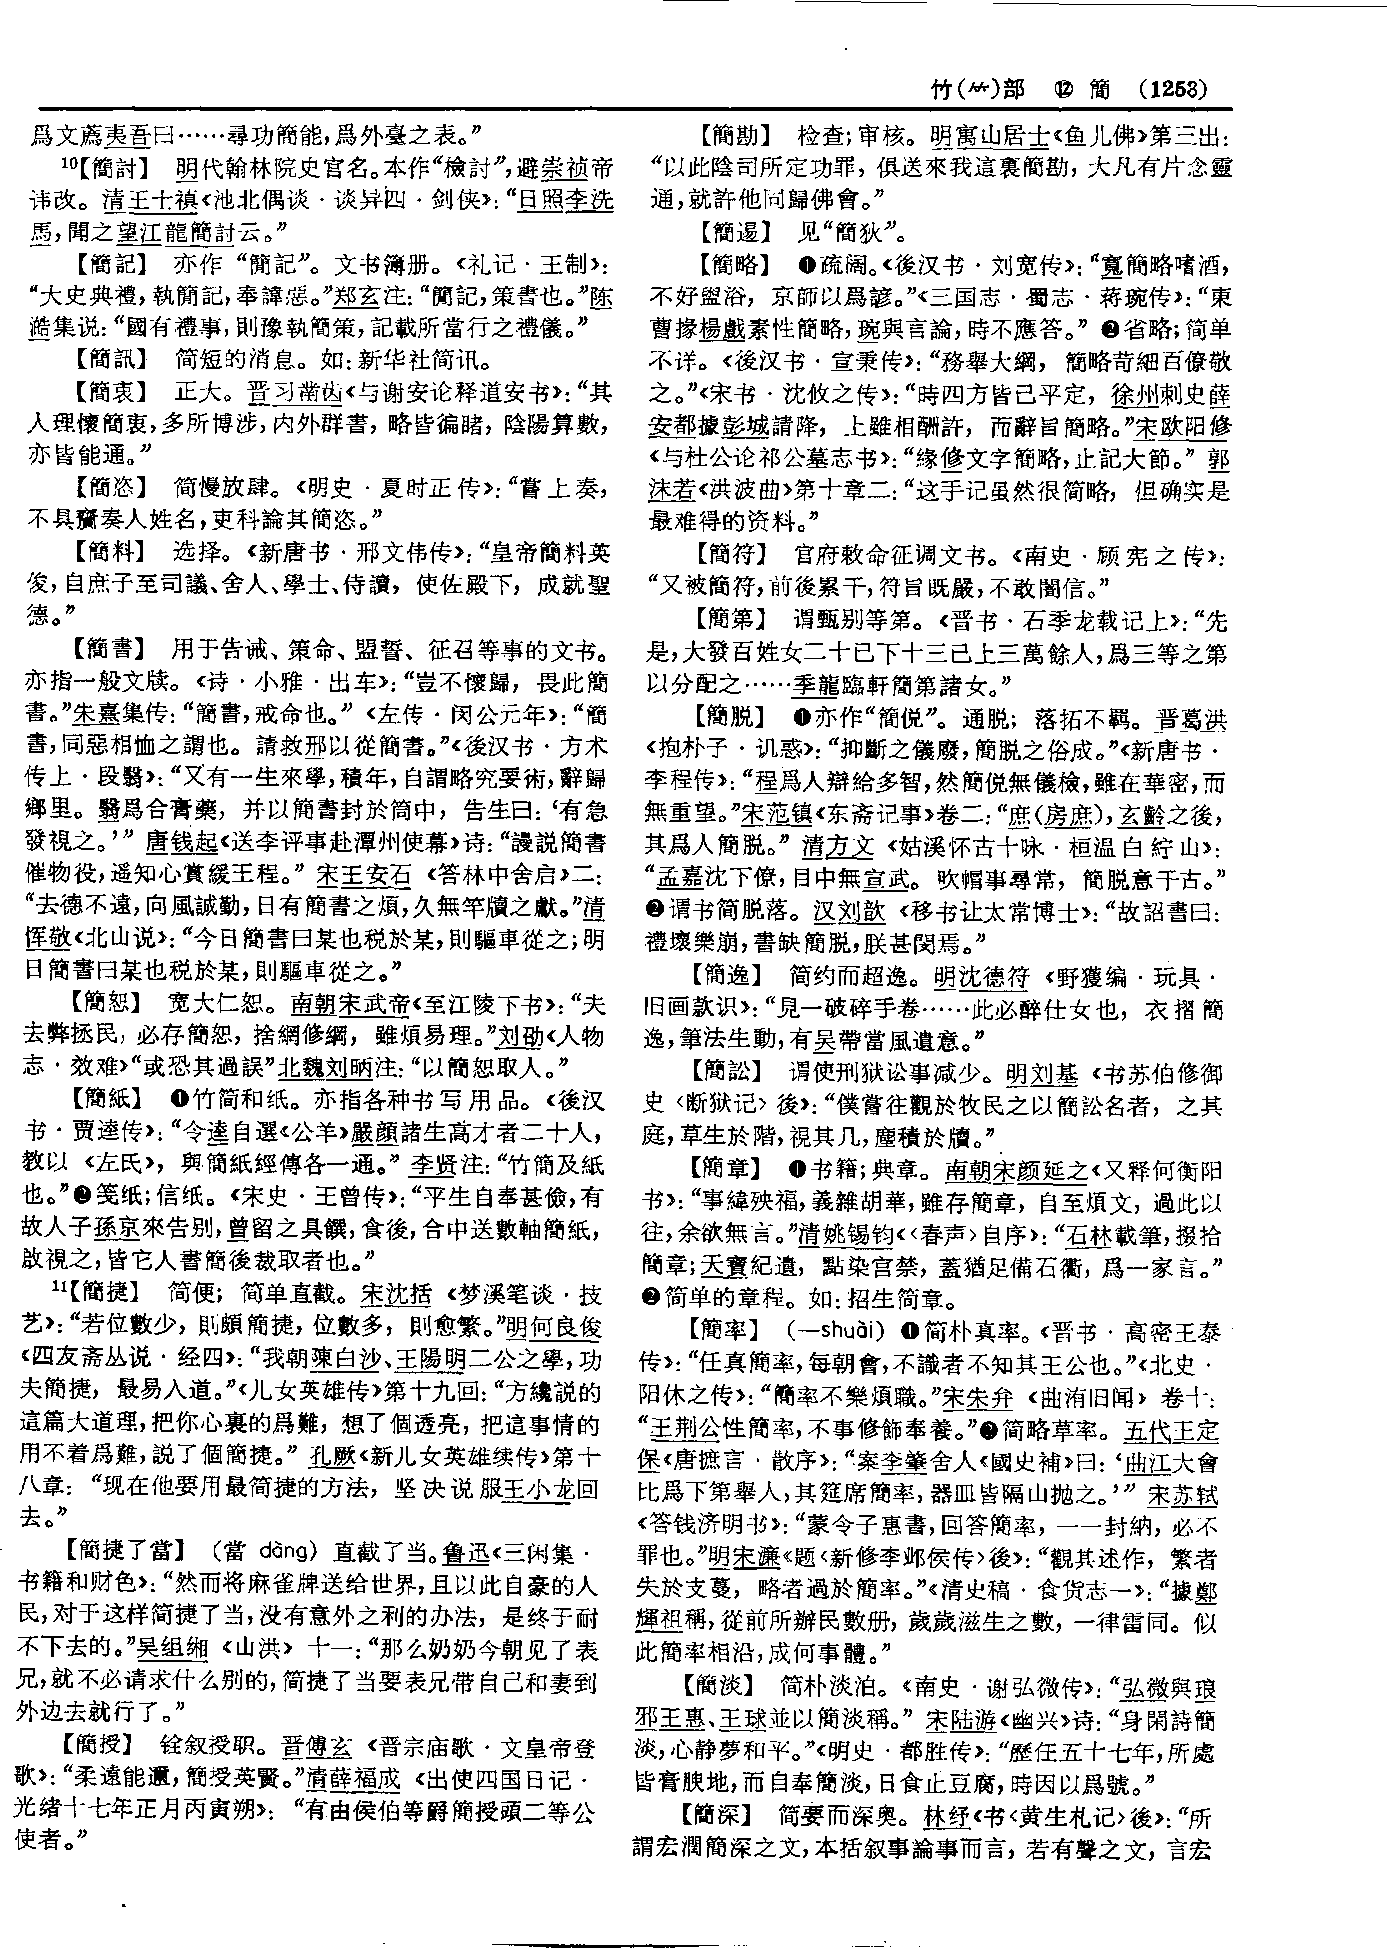 竹(⺮)部 ⑫ 簡 (1253)
爲文薦夷吾曰……尋功簡能，爲外臺之表。”
10【簡討】 明代翰林院史官名。本作“檢討”，避崇祯帝
讳改。清王士禛《池北偶谈·谈异四·剑侠》：“日照李洗
馬，聞之望江龍簡討云。”
【簡記】 亦作“簡記”。文书簿册。《礼记·王制》：
“大史典禮，執簡記，奉諱惡。”郑玄注：“簡記，策書也。”陈
澔集说：“國有禮事，則豫執簡策，記載所當行之禮儀。”
【簡訊】 简短的消息。如：新华社简讯。
【簡衷】 正大。晋习凿齿《与谢安论释道安书》：“其
人理懷簡衷，多所博涉，内外群書，略皆徧睹，陰陽算數，
亦皆能通。”
【簡恣】 简慢放肆。《明史·夏时正传》：“嘗上奏，
不具齎奏人姓名，吏科論其簡恣。”
【簡料】 选择。《新唐书·邢文伟传》：“皇帝簡料英
俊，自庶子至司議、舍人、學士、侍讀，使佐殿下，成就聖
德。”
【簡書】 用于告诫、策命、盟誓、征召等事的文书。
亦指一般文牍。《诗·小雅·出车》：“豈不懷歸，畏此簡
書。”朱熹集传：“簡書，戒命也。”《左传·闵公元年》：“簡
書，同惡相恤之謂也。請救邢以從簡書。”《後汉书·方术
传上·段翳》：“又有一生來學，積年，自謂略究要術，辭歸
鄉里。翳爲合膏藥，并以簡書封於筒中，告生曰：‘有急
發視之。’” 唐钱起《送李评事赴潭州使幕》诗：“謾説簡書
催物役，遥知心賞緩王程。”宋王安石《答林中舍启》二：
“去德不遠，向風誠勤，日有簡書之煩，久無竿牘之獻。”清
恽敬《北山说》：“今日簡書曰某也税於某，則驅車從之；明
日簡書曰某也税於某，則驅車從之。”
【簡恕】 宽大仁恕。南朝宋武帝《至江陵下书》：“夫
去弊拯民，必存簡恕，捨網修綱，雖煩易理。”刘劭《人物
志·效难》“或恐其過誤”北魏刘昞注：“以簡恕取人。”
【簡紙】 ❶竹简和纸。亦指各种书写用品。《後汉
书·贾逵传》：“令逵自選《公羊》嚴顔諸生高才者二十人，
教以《左氏》，與簡紙經傳各一通。”李贤注：“竹簡及紙
也。”❷笺纸；信纸。《宋史·王曾传》：“平生自奉甚儉，有
故人子孫京來告别，曾留之具饌，食後，合中送數軸簡紙，
啟視之，皆它人書簡後裁取者也。”
11【簡捷】 简便；简单直截。宋沈括《梦溪笔谈·技
艺》：“若位數少，則頗簡捷，位數多，則愈繁。”明何良俊
《四友斋丛说·经四》：“我朝陳白沙、王陽明二公之學，功
夫簡捷，最易入道。”《儿女英雄传》第十九回：“方纔説的
這篇大道理，把你心裏的爲難，想了個透亮，把這事情的
用不着爲難，説了個簡捷。”孔厥《新儿女英雄续传》第十
八章：“现在他要用最简捷的方法，坚决说服王小龙回
去。”
【簡捷了當】 （當 dàng）直截了当。鲁迅《三闲集·
书籍和财色》：“然而将麻雀牌送给世界，且以此自豪的人
民，对于这样简捷了当，没有意外之利的办法，是终于耐
不下去的。”吴组缃《山洪》十一：“那么奶奶今朝见了表
兄，就不必请求什么别的，简捷了当要表兄带自己和妻到
外边去就行了。”
【簡授】 铨叙授职。晋傅玄《晋宗庙歌·文皇帝登
歌》：“柔遠能邇，簡授英賢。”清薛福成《出使四国日记·
光绪十七年正月丙寅朔》：“有由侯伯等爵簡授頭二等公
使者。”
【簡勘】 检查；审核。明寓山居士《鱼儿佛》第三出：
“以此陰司所定功罪，俱送來我這裏簡勘，大凡有片念靈
通，就許他同歸佛會。”
【簡逷】 见“簡狄”。
【簡略】 ❶疏阔。《後汉书·刘宽传》：“寬簡略嗜酒，
不好盥浴，京師以爲諺。”《三国志·蜀志·蒋琬传》：“東
曹掾楊戲素性簡略，琬與言論，時不應答。”❷省略；简单
不详。《後汉书·宣秉传》：“務舉大綱，簡略苛細百僚敬
之。”《宋书·沈攸之传》：“時四方皆已平定，徐州刺史薛
安都據彭城請降，上雖相酬許，而辭旨簡略。”宋欧阳修
《与杜公论祁公墓志书》：“緣修文字簡略，止記大節。”郭
沫若《洪波曲》第十章二：“这手记虽然很简略，但确实是
最难得的资料。”
【簡符】 官府敕命征调文书。《南史·顾宪之传》：
“又被簡符，前後累千，符旨既嚴，不敢闇信。”
【簡第】 谓甄别等第。《晋书·石季龙载记上》：“先
是，大發百姓女二十已下十三已上三萬餘人，爲三等之第
以分配之……季龍臨軒簡第諸女。”
【簡脱】 ❶亦作“簡侻”。通脱；落拓不羁。晋葛洪
《抱朴子·讥惑》：“抑斷之儀廢，簡脱之俗成。”《新唐书·
李程传》：“程爲人辯給多智，然簡侻無儀檢，雖在華密，而
無重望。”宋范镇《东斋记事》卷二：“庶(房庶)，玄齡之後，
其爲人簡脱。”清方文《姑溪怀古十咏·桓温白紵山》：
“孟嘉沈下僚，目中無宣武。吹帽事尋常，簡脱意于古。”
❷谓书简脱落。汉刘歆《移书让太常博士》：“故詔書曰：
禮壞樂崩，書缺簡脱，朕甚閔焉。”
【簡逸】 简约而超逸。明沈德符《野獲编·玩具·
旧画款识》：“見一破碎手卷……此必醉仕女也，衣摺簡
逸，筆法生動，有吴帶當風遺意。”
【簡訟】 谓使刑狱讼事减少。明刘基《书苏伯修御
史〈断狱记〉後》：“僕嘗往觀於牧民之以簡訟名者，之其
庭，草生於階，視其几，塵積於牘。”
【簡章】 ❶书籍；典章。南朝宋颜延之《又释何衡阳
书》：“事緯殃福，義雜胡華，雖存簡章，自至煩文，過此以
往，余欲無言。”清姚锡钧《〈春声〉自序》：“石林載筆，掇拾
簡章；天寶紀遺，點染宫禁，蓋猶足備石衢，爲一家言。”
❷简单的章程。如：招生简章。
【簡率】 （—shuài）❶简朴真率。《晋书·高密王泰
传》：“任真簡率，每朝會，不識者不知其王公也。”《北史·
阳休之传》：“簡率不樂煩職。”宋朱弁《曲洧旧闻》卷十：
“王荆公性簡率，不事修飾奉養。”❷简略草率。五代王定
保《唐摭言·散序》：“案李肇舍人《國史補》曰：‘曲江大會
比爲下第舉人，其筵席簡率，器皿皆隔山抛之。’” 宋苏轼
《答钱济明书》：“蒙令子惠書，回答簡率，一一封納，必不
罪也。”明宋濂《题〈新修李邺侯传〉後》：“觀其述作，繁者
失於支蔓，略者過於簡率。”《清史稿·食货志一》：“據鄭
輝祖稱，從前所辦民數册，歲歲滋生之數，一律雷同。似
此簡率相沿，成何事體。”
【簡淡】 简朴淡泊。《南史·谢弘微传》：“弘微與琅
邪王惠、王球並以簡淡稱。”宋陆游《幽兴》诗：“身閑詩簡
淡，心静夢和平。”《明史·都胜传》：“歷任五十七年，所處
皆膏腴地，而自奉簡淡，日食止豆腐，時因以爲號。”
【簡深】 简要而深奥。林纾《书〈黄生札记〉後》：“所
謂宏潤簡深之文，本括叙事論事而言，若有聲之文，言宏